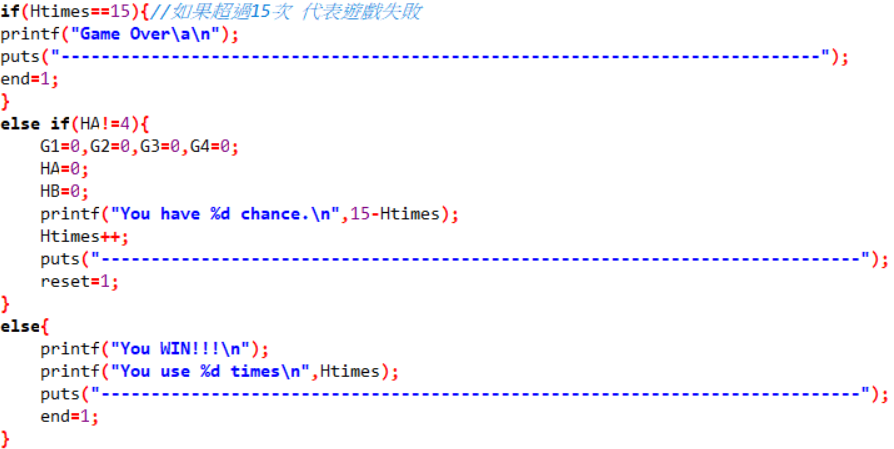 if(Htimes==15){//如果超過15次 代表遊戲失敗
printf("Game Over\a\n");
puts("----------------------------------------------------------------------------");
end=1;
}
else if(HA!=4){
    G1=0,G2=0,G3=0,G4=0;
    HA=0;
    HB=0;
    printf("You have %d chance.\n",15-Htimes);
    Htimes++;
    puts("----------------------------------------------------------------------------");
    reset=1;
}
else{
    printf("You WIN!!!\n");
    printf("You use %d times\n",Htimes);
    puts("----------------------------------------------------------------------------");
    end=1;
}